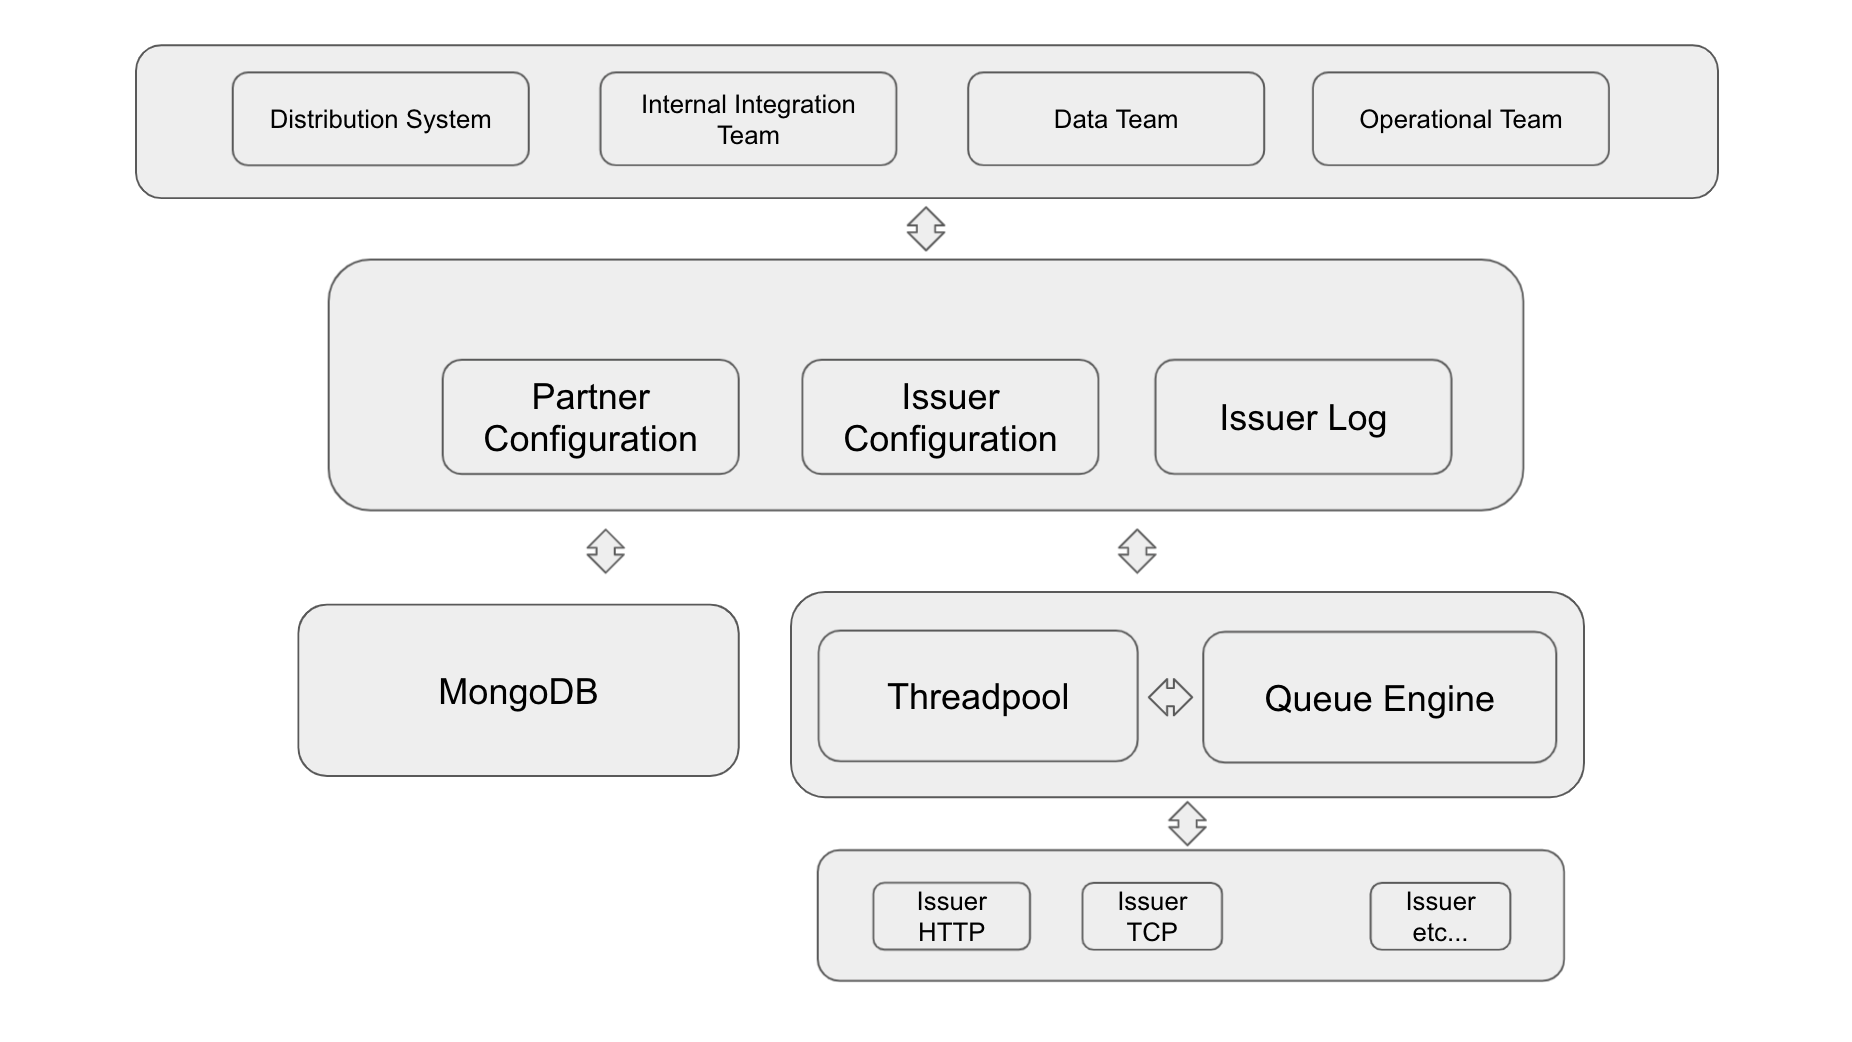 Distribution System
Internal Integration
Team
Data Team
Operational Team
Partner
Configuration
Issuer
Configuration
Issuer Log
MongoDB
Threadpool
Queue Engine
Issuer
HTTP
Issuer
TCP
Issuer
etc...